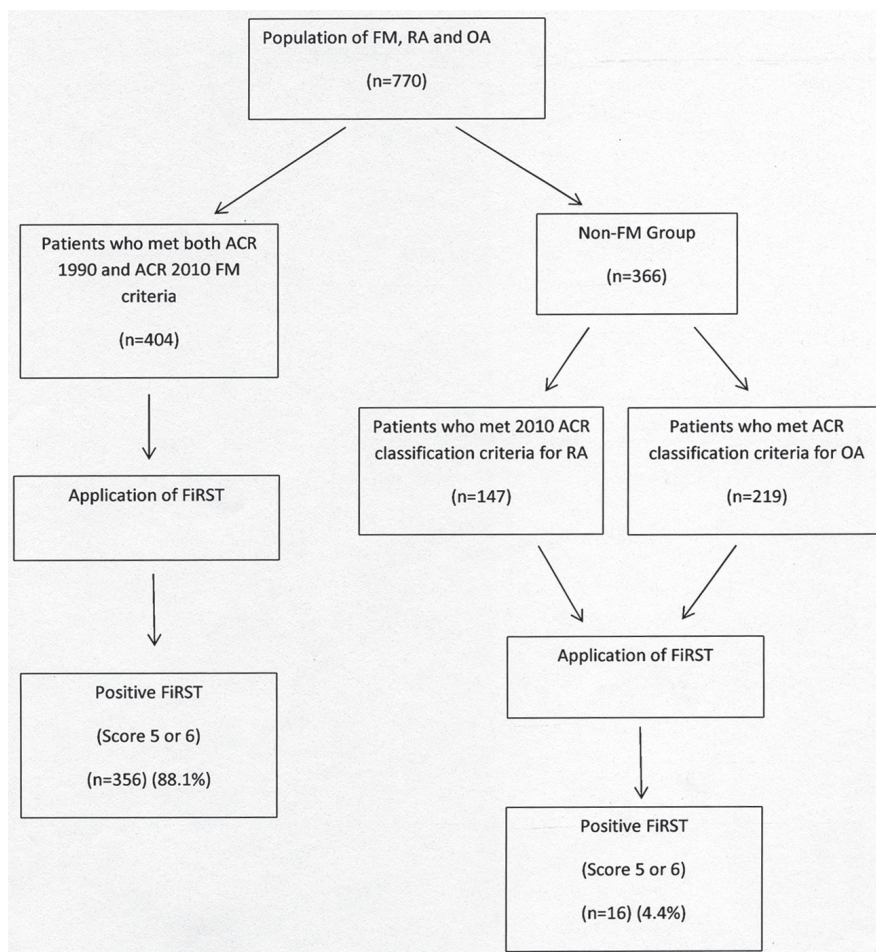 Population of FM, RA and OA
(n=770)
Patients who met both ACR
1990 and ACR 2010 FM
criteria
(n=404)
Non-FM Group
(n=366)
Patients who met 2010 ACR
classification criteria for RA
(n=147)
Patients who met ACR
classification criteria for OA
(n=219)
Application of FiRST
Application of FiRST
Positive FiRST
(Score 5 or 6)
(n=356) (88.1%)
Positive FiRST
(Score 5 or 6)
(n=16) (4.4%)